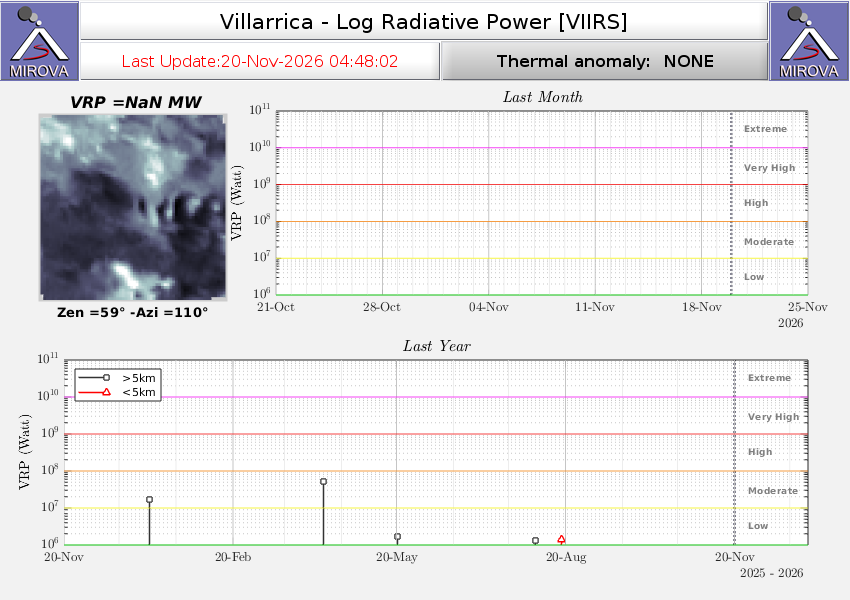 Villarrica - Log Radiative Power [VIIRS]
MIROVA
Last Update:20-Nov-2026 04:48:02
Thermal anomaly: NONE
MIROVA
VRP =NaN MW
Zen =59° -Azi =110°
Last Month
VRP (Watt)
10^11
10^10
10^9
10^8
10^7
10^6
Extreme
Very High
High
Moderate
Low
21-Oct 28-Oct 04-Nov 11-Nov 18-Nov 25-Nov
2026
Last Year
VRP (Watt)
10^11
10^10
10^9
10^8
10^7
10^6
>5km
<5km
Extreme
Very High
High
Moderate
Low
20-Nov 20-Feb 20-May 20-Aug 20-Nov
2025 - 2026